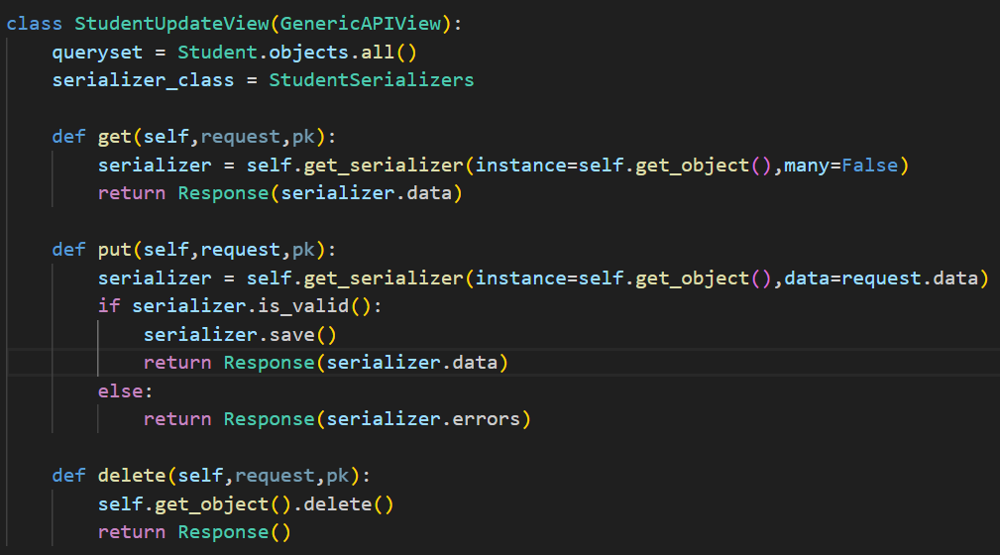 class StudentUpdateView(GenericAPIView):
    queryset = Student.objects.all()
    serializer_class = StudentSerializers

    def get(self,request,pk):
        serializer = self.get_serializer(instance=self.get_object(),many=False)
        return Response(serializer.data)

    def put(self,request,pk):
        serializer = self.get_serializer(instance=self.get_object(),data=request.data)
        if serializer.is_valid():
            serializer.save()
            return Response(serializer.data)
        else:
            return Response(serializer.errors)

    def delete(self,request,pk):
        self.get_object().delete()
        return Response()